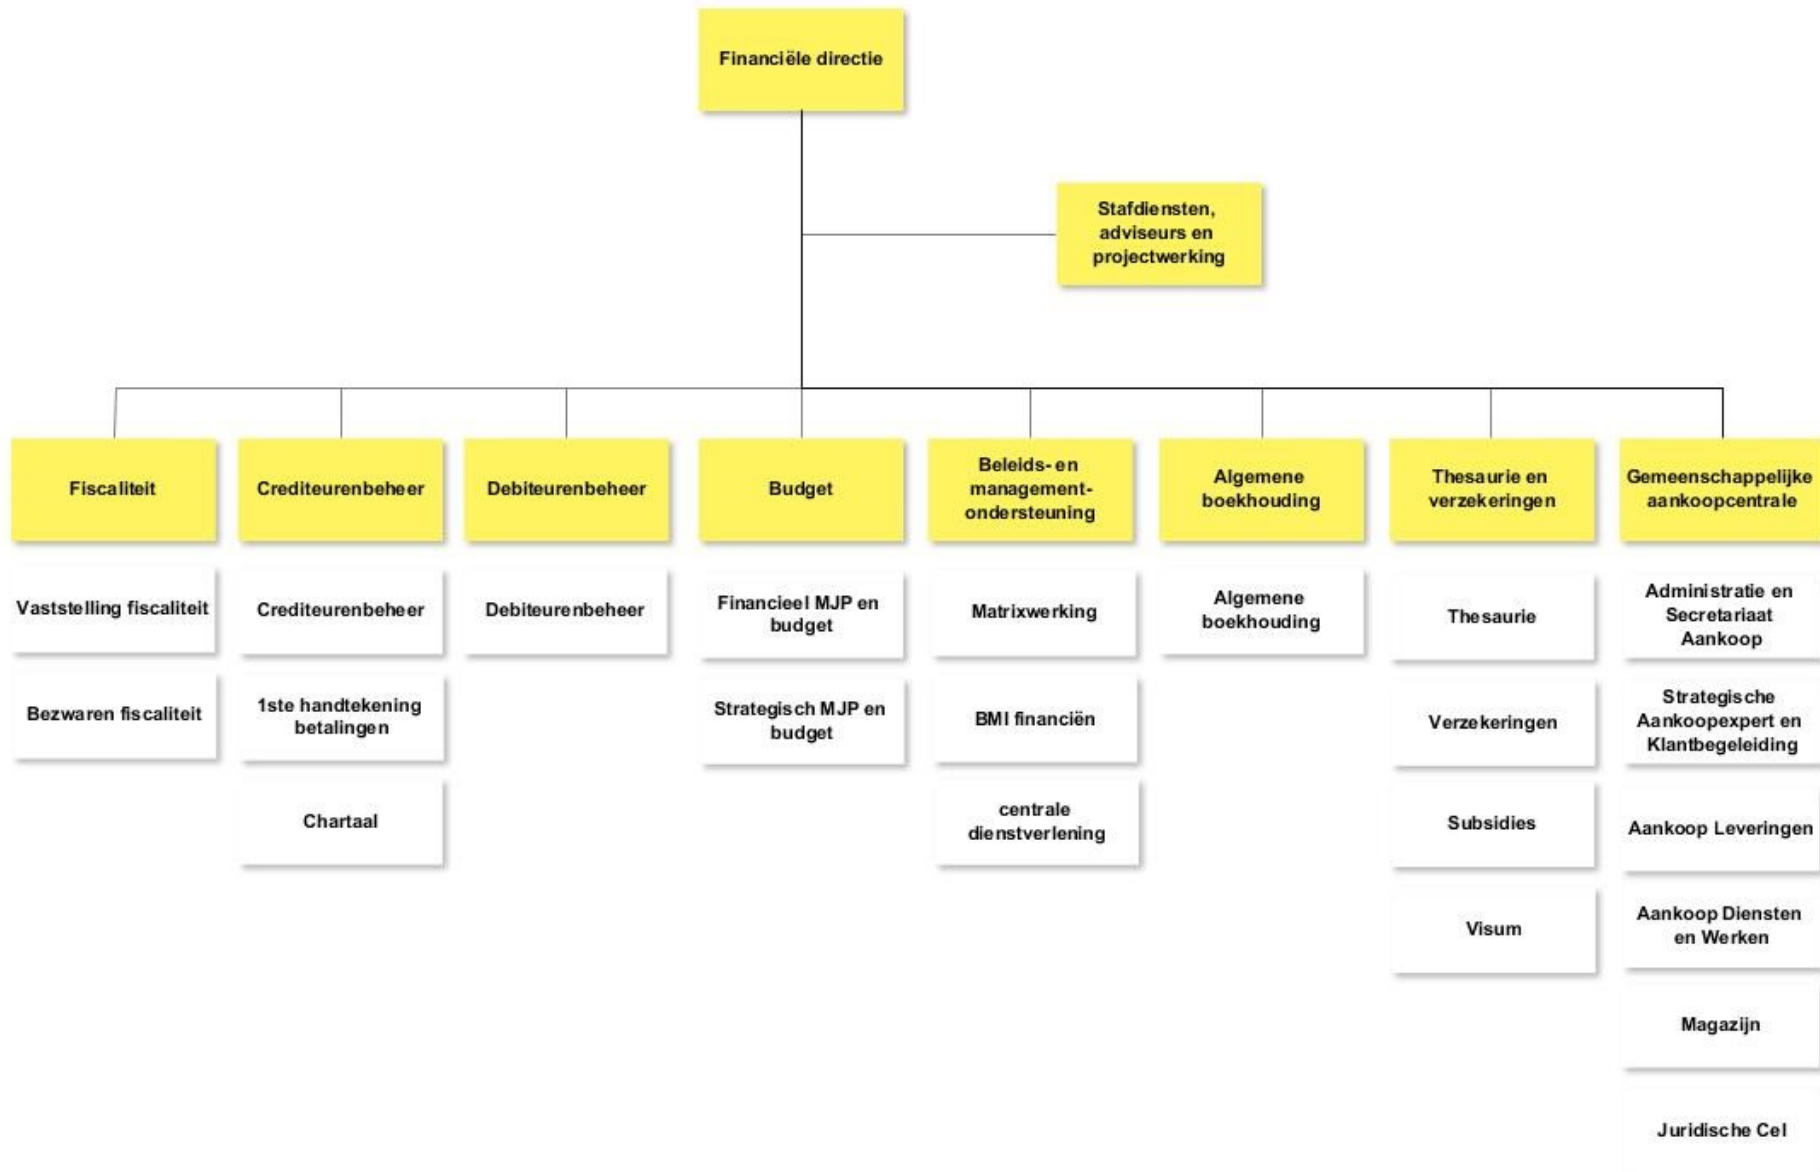 Financiële directie
Stafdiensten,
adviseurs en
projectwerking
Fiscaliteit
Crediteurenbeheer
Debiteurenbeheer
Budget
Beleids- en
management-
ondersteuning
Algemene
boekhouding
Thesaurie en
verzekeringen
Gemeenschappelijke
aankoopcentrale
Vaststelling fiscaliteit
Bezwaren fiscaliteit
Crediteurenbeheer
1ste handtekening
betalingen
Chartaal
Debiteurenbeheer
Financieel MJP en
budget
Strategisch MJP en
budget
Matrixwerking
BMI financiën
centrale
dienstverlening
Algemene
boekhouding
Thesaurie
Verzekeringen
Subsidies
Visum
Administratie en
Secretariaat
Aankoop
Strategische
Aankoopexpert en
Klantbegeleiding
Aankoop Leveringen
Aankoop Diensten
en Werken
Magazijn
Juridische Cel